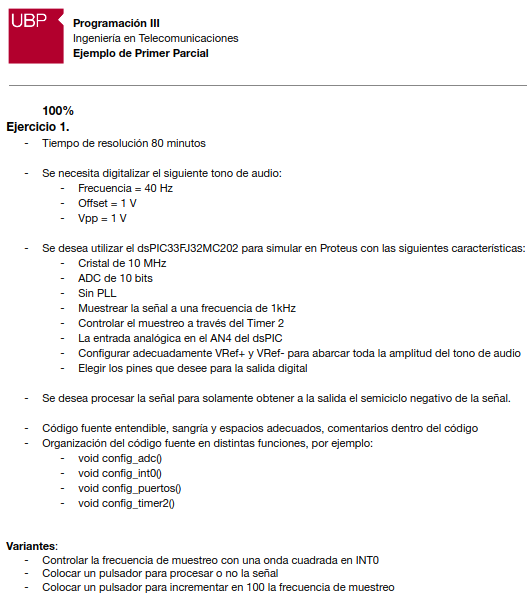 UBP
Programación III
Ingeniería en Telecomunicaciones
Ejemplo de Primer Parcial
100%
Ejercicio 1.
- Tiempo de resolución 80 minutos
- Se necesita digitalizar el siguiente tono de audio:
- Frecuencia = 40 Hz
- Offset = 1 V
- Vpp = 1 V
- Se desea utilizar el dsPIC33FJ32MC202 para simular en Proteus con las siguientes características:
- Cristal de 10 MHz
- ADC de 10 bits
- Sin PLL
- Muestrear la señal a una frecuencia de 1kHz
- Controlar el muestreo a través del Timer 2
- La entrada analógica en el AN4 del dsPIC
- Configurar adecuadamente VRef+ y VRef- para abarcar toda la amplitud del tono de audio
- Elegir los pines que desee para la salida digital
- Se desea procesar la señal para solamente obtener a la salida el semiciclo negativo de la señal.
- Código fuente entendible, sangría y espacios adecuados, comentarios dentro del código
- Organización del código fuente en distintas funciones, por ejemplo:
- void config_adc()
- void config_int0()
- void config_puertos()
- void config_timer2()
Variantes:
- Controlar la frecuencia de muestreo con una onda cuadrada en INT0
- Colocar un pulsador para procesar o no la señal
- Colocar un pulsador para incrementar en 100 la frecuencia de muestreo